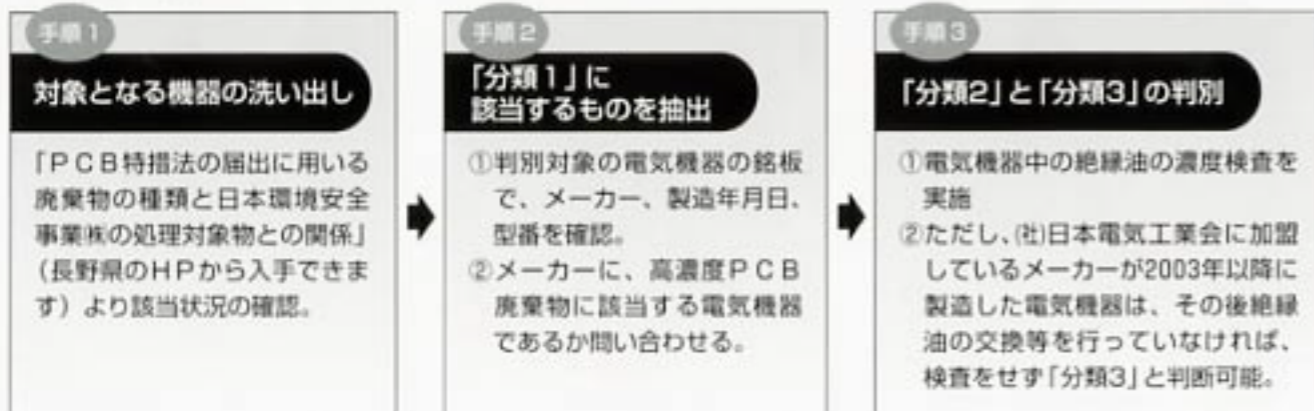 手順1
対象となる機器の洗い出し
「PCB特措法の届出に用いる
廃棄物の種類と日本環境安全
事業㈱の処理対象物との関係」
(長野県のHPから入手できま
す)より該当状況の確認。
手順2
「分類1」に
該当するものを抽出
①判別対象の電気機器の銘板
で、メーカー、製造年月日、
型番を確認。
②メーカーに、高濃度PCB
廃棄物に該当する電気機器
であるか問い合わせる。
手順3
「分類2」と「分類3」の判別
①電気機器中の絶縁油の濃度検査を
実施
②ただし、(社)日本電気工業会に加盟
しているメーカーが2003年以降に
製造した電気機器は、その後絶縁
油の交換等を行っていなければ、
検査をせず「分類3」と判断可能。